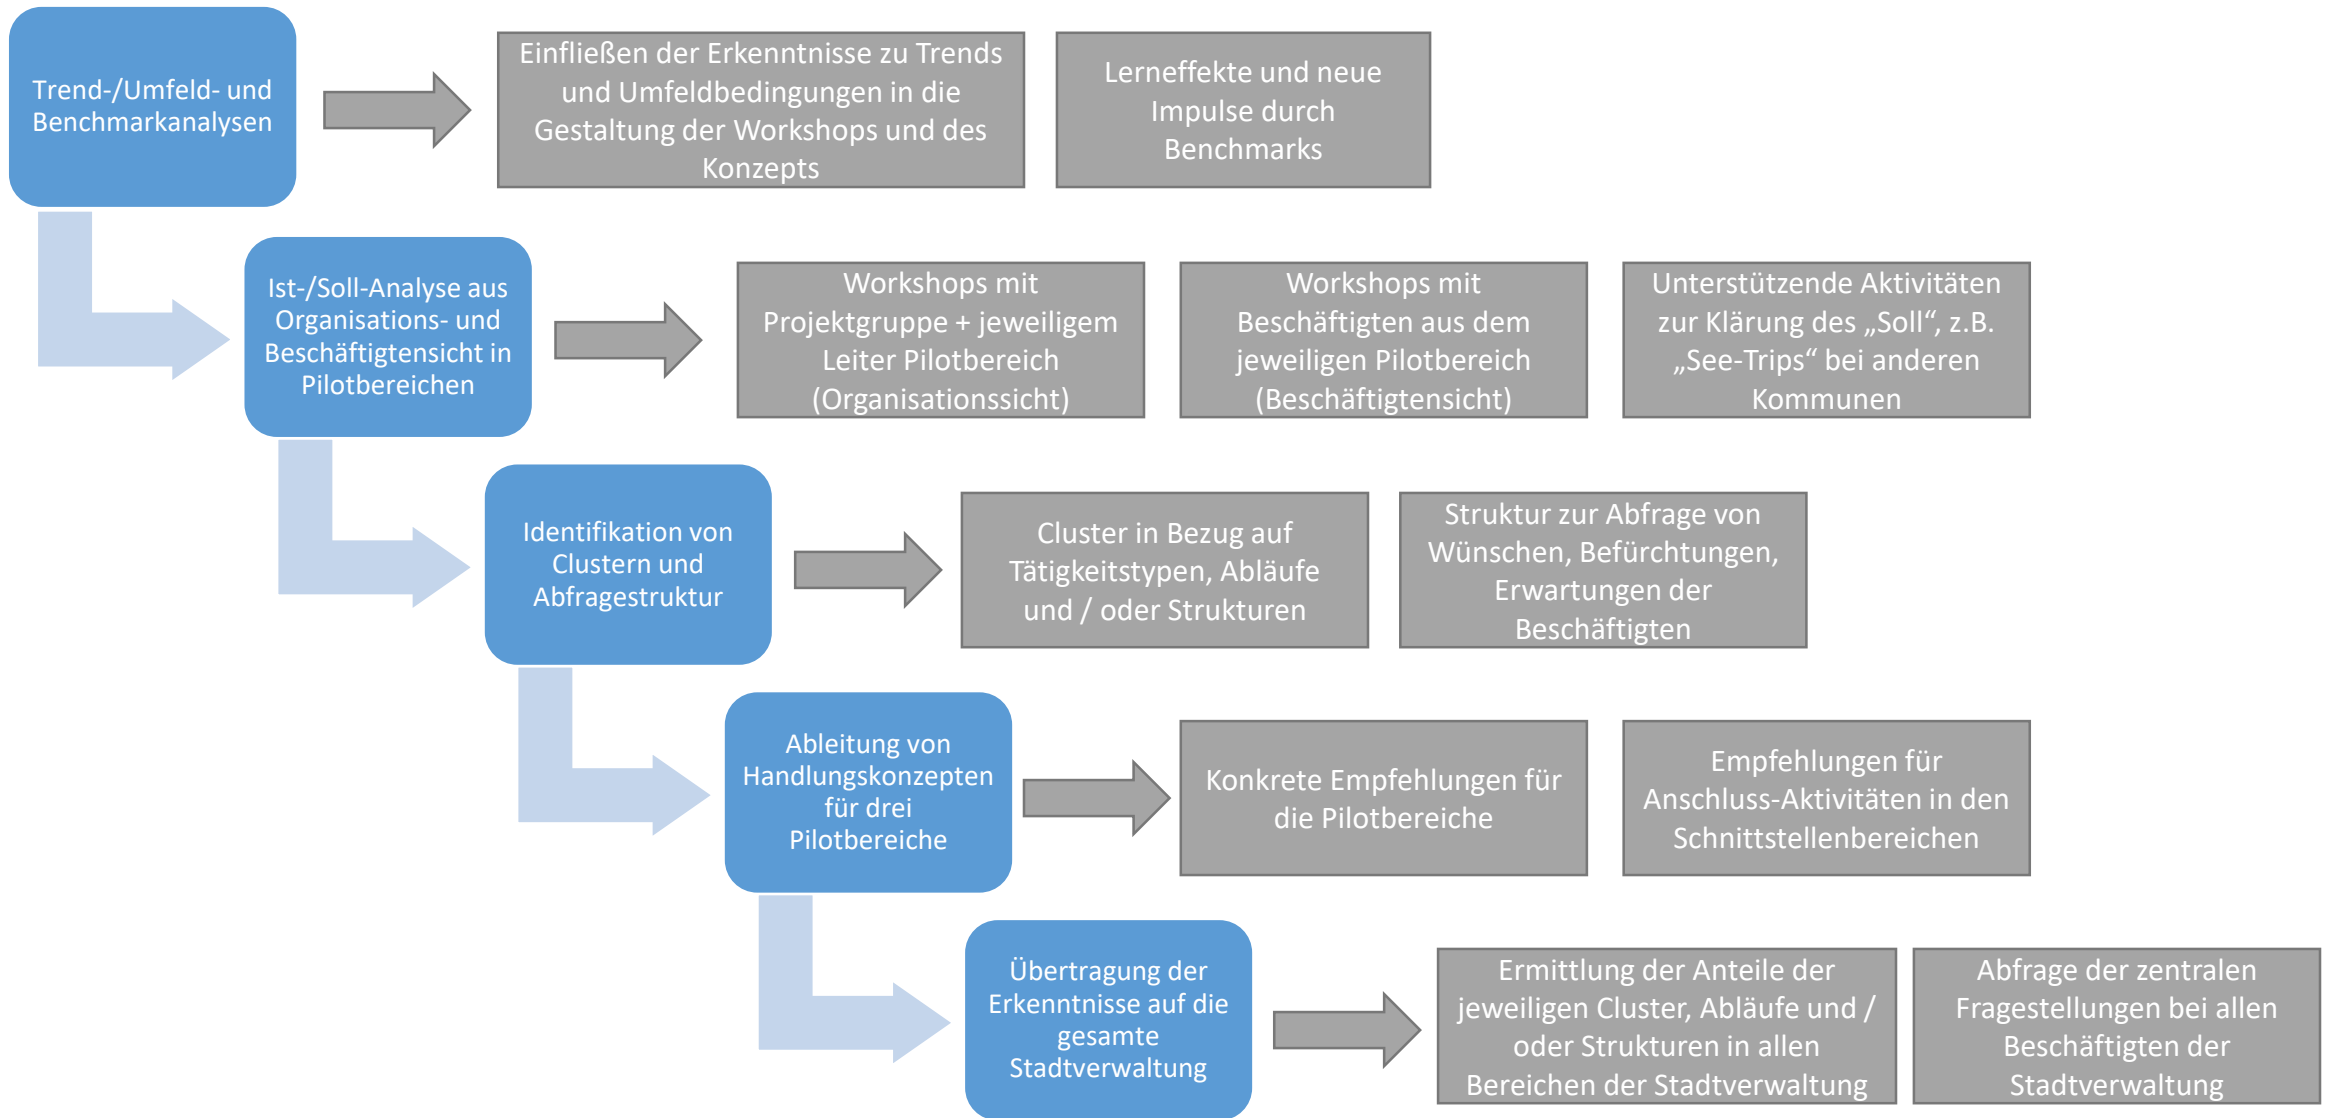 Trend-/Umfeld- und
Benchmarkanalysen
Einfließen der Erkenntnisse zu Trends
und Umfeldbedingungen in die
Gestaltung der Workshops und des
Konzepts
Lerneffekte und neue
Impulse durch
Benchmarks
Ist-/Soll-Analyse aus
Organisations- und
Beschäftigtensicht in
Pilotbereichen
Workshops mit
Projektgruppe + jeweiligem
Leiter Pilotbereich
(Organisationssicht)
Workshops mit
Beschäftigten aus dem
jeweiligen Pilotbereich
(Beschäftigtensicht)
Unterstützende Aktivitäten
zur Klärung des „Soll“, z.B.
„See-Trips“ bei anderen
Kommunen
Identifikation von
Clustern und
Abfragestruktur
Cluster in Bezug auf
Tätigkeitstypen, Abläufe
und / oder Strukturen
Struktur zur Abfrage von
Wünschen, Befürchtungen,
Erwartungen der
Beschäftigten
Ableitung von
Handlungskonzepten
für drei
Pilotbereiche
Konkrete Empfehlungen für
die Pilotbereiche
Empfehlungen für
Anschluss-Aktivitäten in den
Schnittstellenbereichen
Übertragung der
Erkenntnisse auf die
gesamte
Stadtverwaltung
Ermittlung der Anteile der
jeweiligen Cluster, Abläufe und /
oder Strukturen in allen
Bereichen der Stadtverwaltung
Abfrage der zentralen
Fragestellungen bei allen
Beschäftigten der
Stadtverwaltung